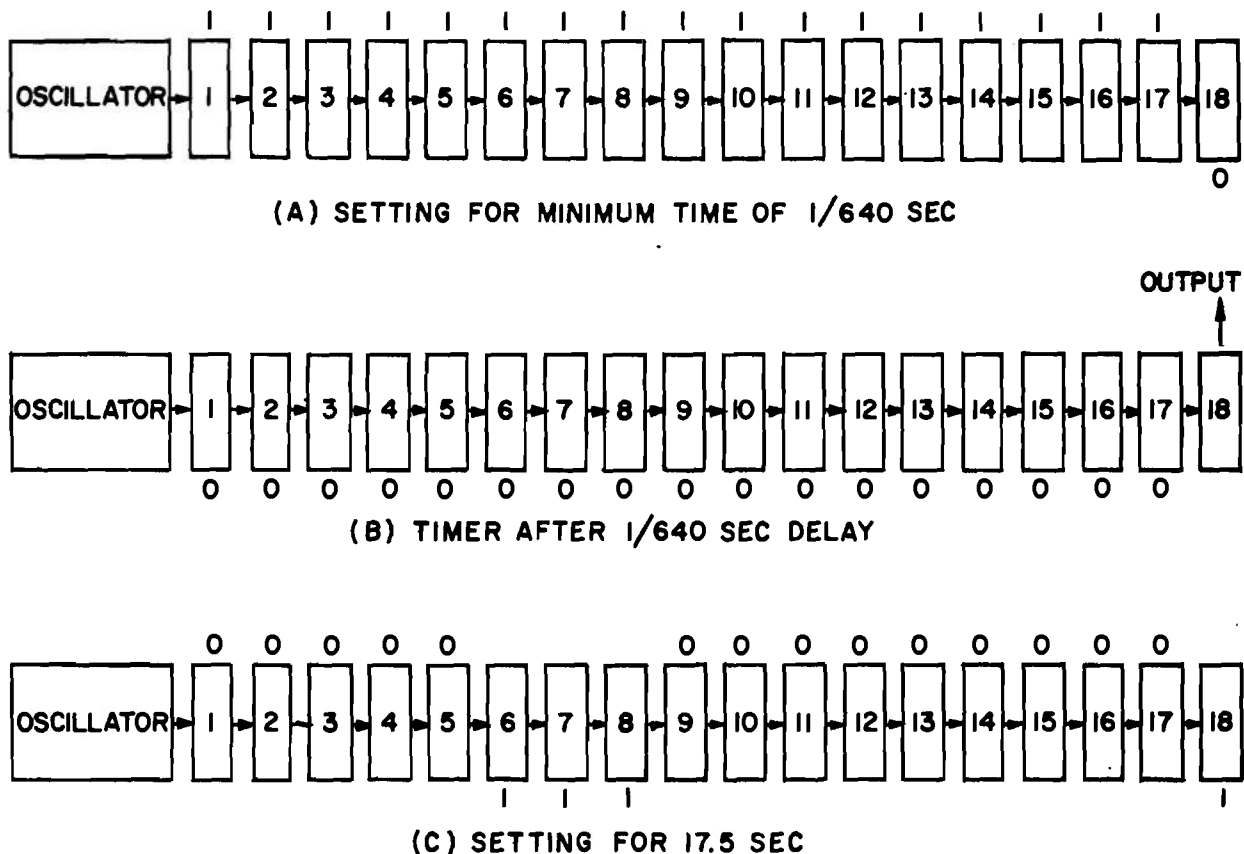 1 1 1 1 1 1 1 1 1 1 1 1 1 1 1 1 1
OSCILLATOR 1 2 3 4 5 6 7 8 9 10 11 12 13 14 15 16 17 18
0
(A) SETTING FOR MINIMUM TIME OF 1/640 SEC
OUTPUT
OSCILLATOR 1 2 3 4 5 6 7 8 9 10 11 12 13 14 15 16 17 18
0 0 0 0 0 0 0 0 0 0 0 0 0 0 0 0 0
(B) TIMER AFTER 1/640 SEC DELAY
0 0 0 0 0 0 0 0 0 0 0 0 0 0
OSCILLATOR 1 2 3 4 5 6 7 8 9 10 11 12 13 14 15 16 17 18
1 1 1 1
(C) SETTING FOR 17.5 SEC